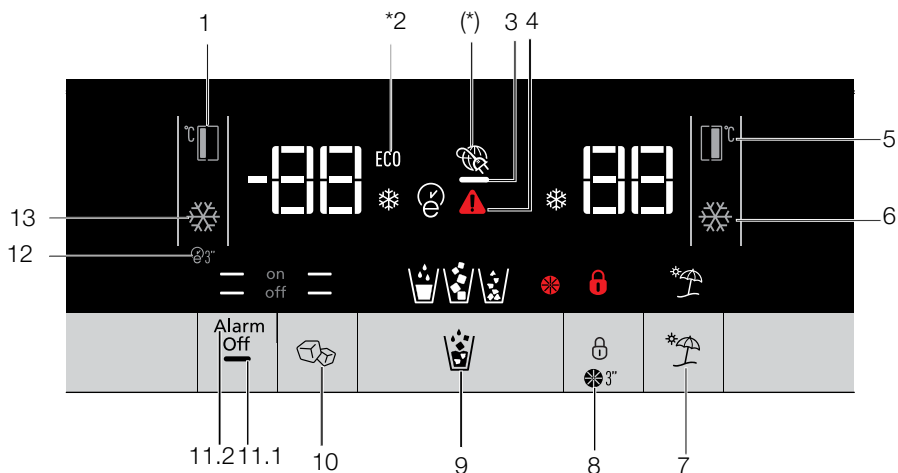 1 *2 (*) 3 4
°C °C 5
-88 ECO 88
13 e 6
12 e 3"
on
off
Alarm
Off
3"
11.2 11.1 10 9 8 7